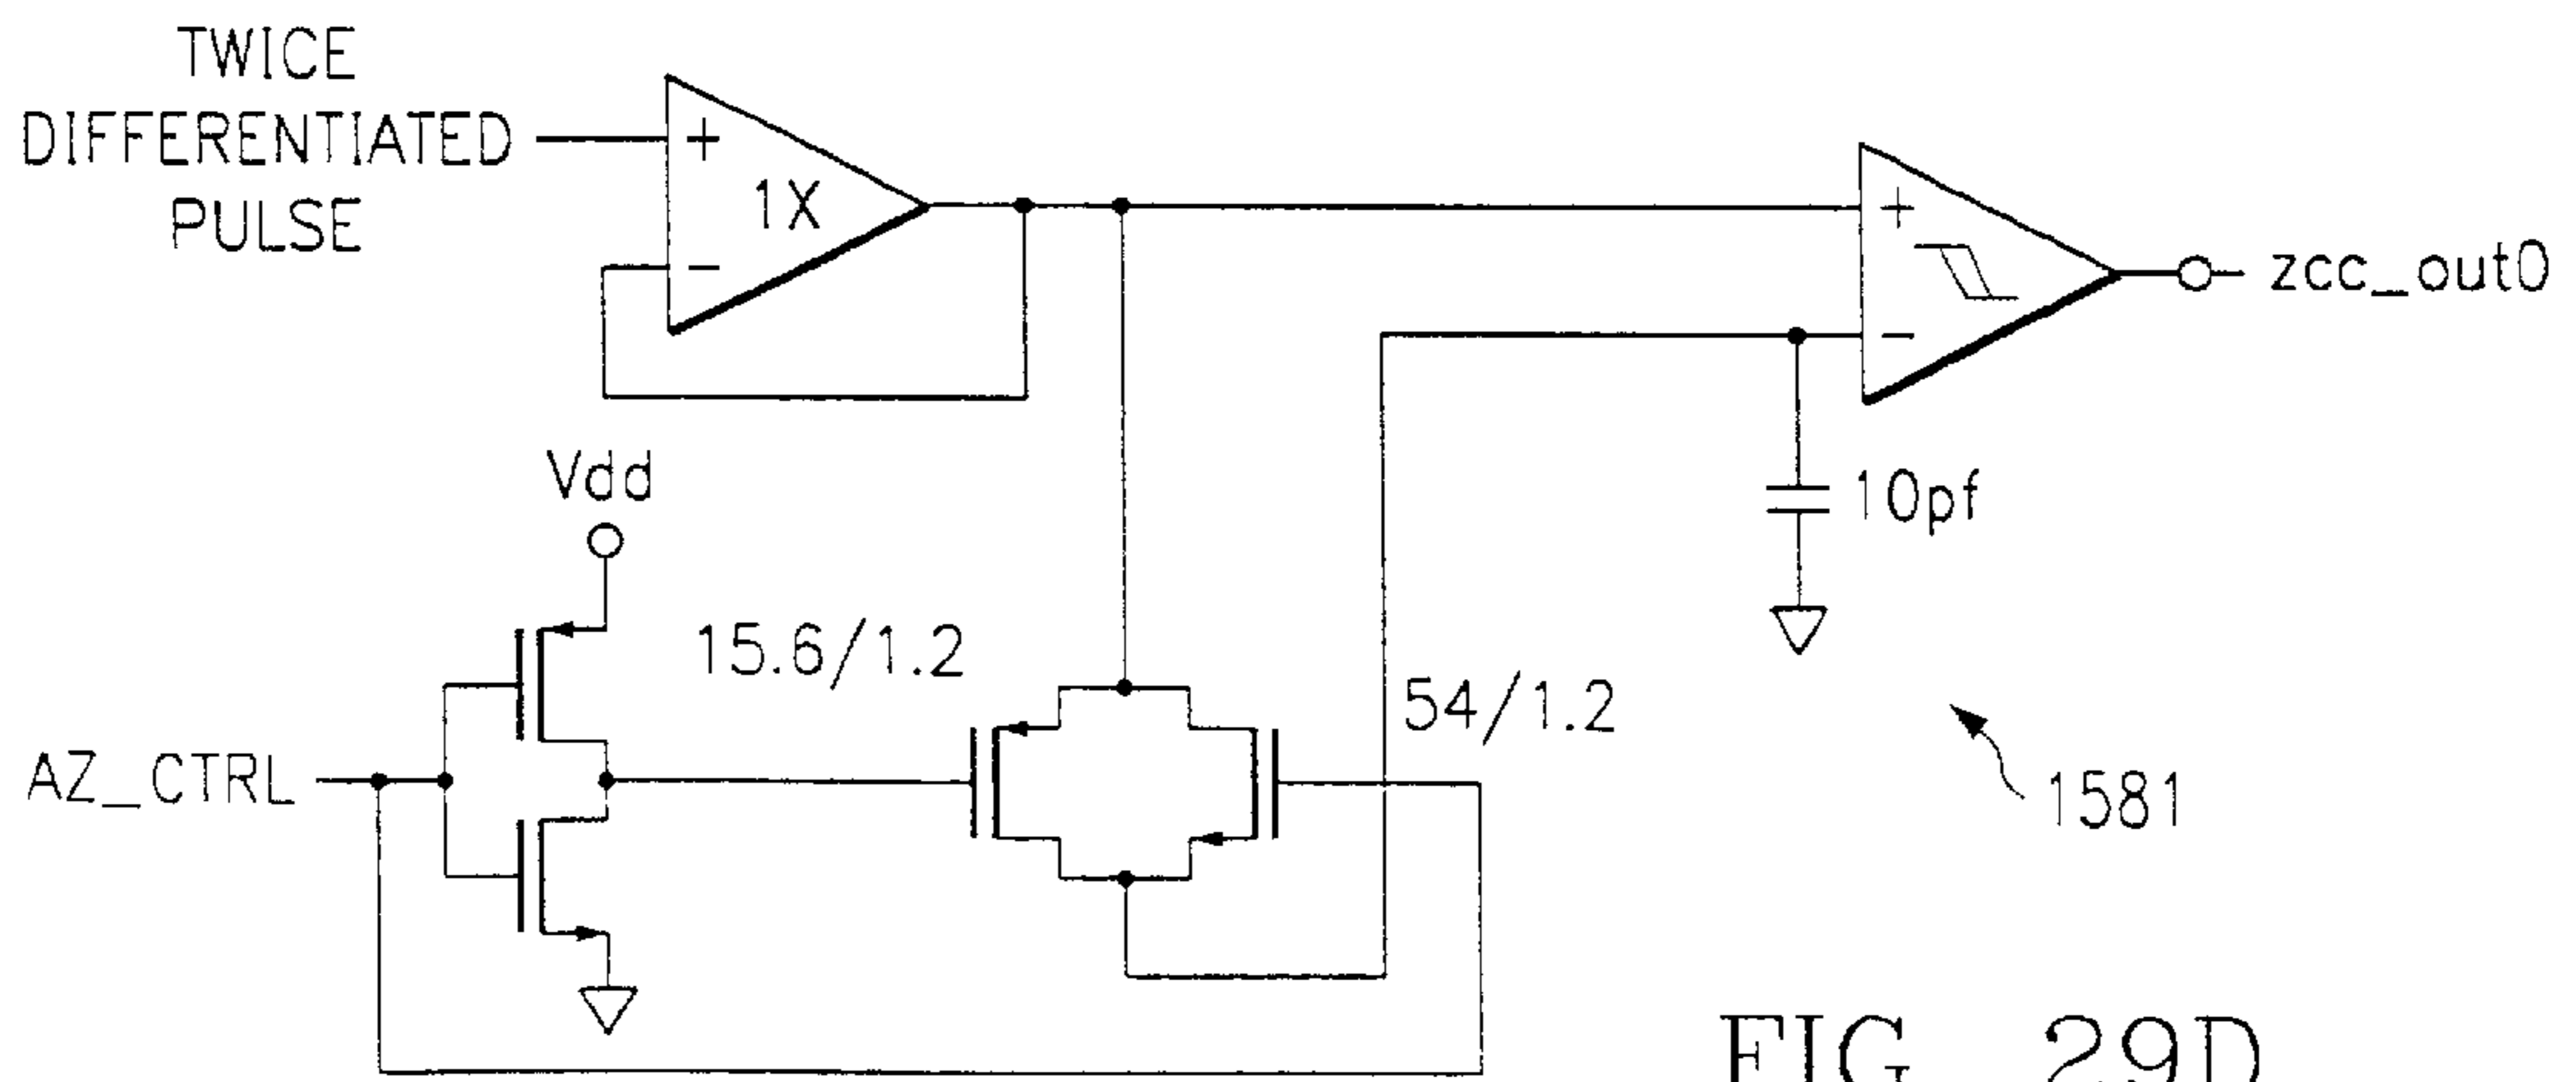 TWICE
DIFFERENTIATED
PULSE
+
1X
−
+
−
zcc_out0
Vdd
10pf
15.6/1.2
54/1.2
AZ_CTRL
1581
FIG. 29D